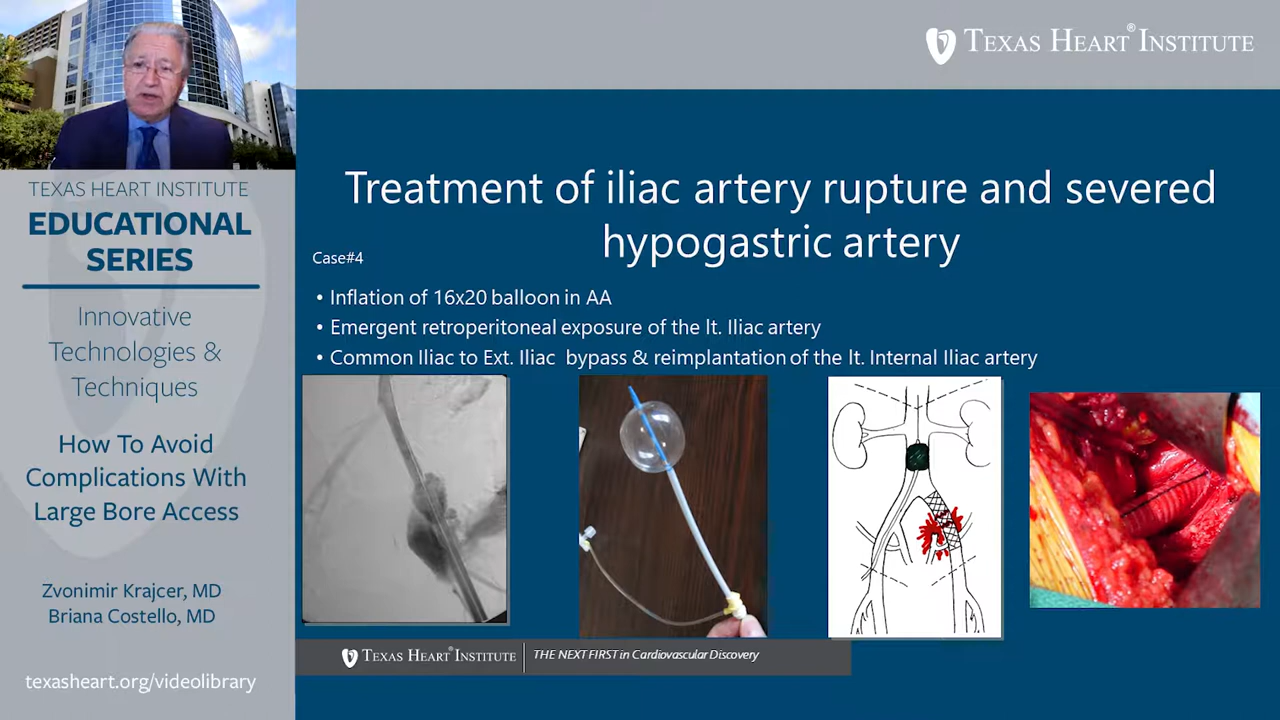 TEXAS HEART® INSTITUTE
TEXAS HEART INSTITUTE
EDUCATIONAL
SERIES
Innovative
Technologies &
Techniques
How To Avoid
Complications With
Large Bore Access
Zvonimir Krajcer, MD
Briana Costello, MD
texasheart.org/videolibrary
Treatment of iliac artery rupture and severed
hypogastric artery
Case#4
• Inflation of 16x20 balloon in AA
• Emergent retroperitoneal exposure of the lt. Iliac artery
• Common Iliac to Ext. Iliac bypass & reimplantation of the lt. Internal Iliac artery
TEXAS HEART® INSTITUTE
THE NEXT FIRST in Cardiovascular Discovery